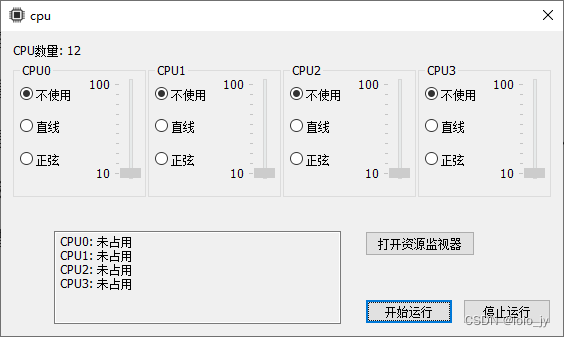 cpu
CPU数量: 12
CPU0 CPU1 CPU2 CPU3
不使用 100 不使用 100 不使用 100 不使用 100
直线 直线 直线 直线
正弦 10 正弦 10 正弦 10 正弦 10
CPU0: 未占用
CPU1: 未占用
CPU2: 未占用
CPU3: 未占用
打开资源监视器
开始运行 停止运行
CSDN @lolo_jy